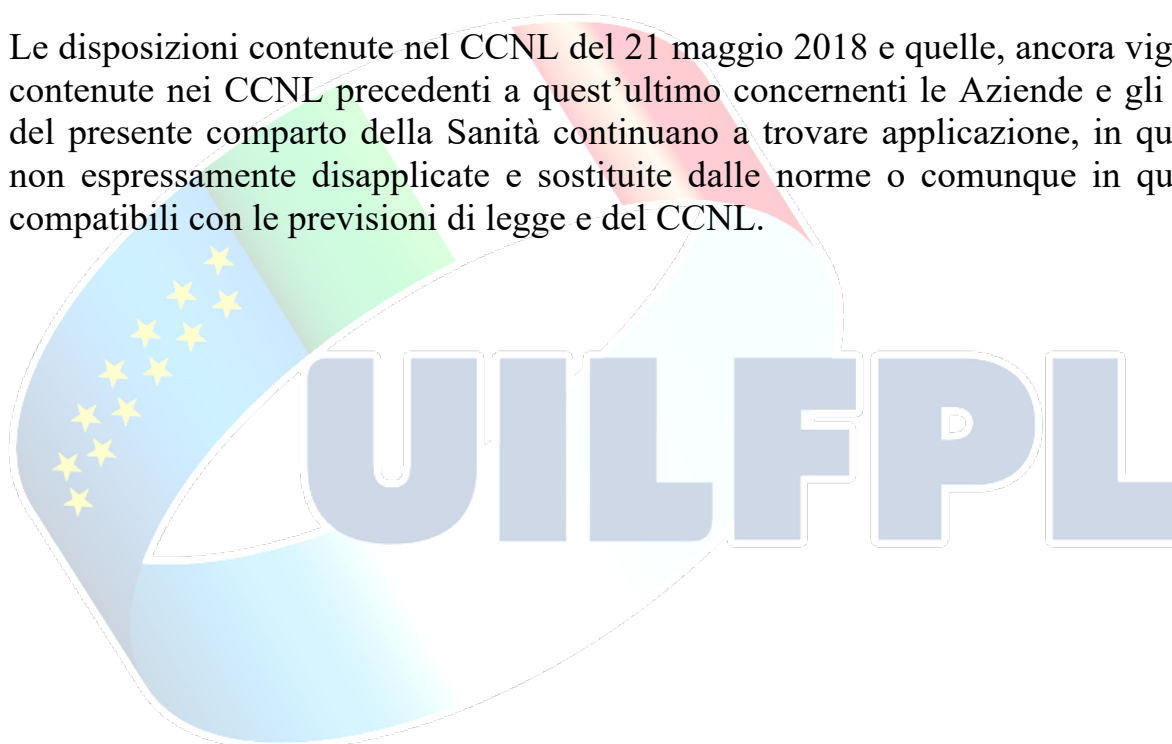 Le disposizioni contenute nel CCNL del 21 maggio 2018 e quelle, ancora vig
contenute nei CCNL precedenti a quest’ultimo concernenti le Aziende e gli
del presente comparto della Sanità continuano a trovare applicazione, in qu
non espressamente disapplicate e sostituite dalle norme o comunque in qu
compatibili con le previsioni di legge e del CCNL.
UILFPL